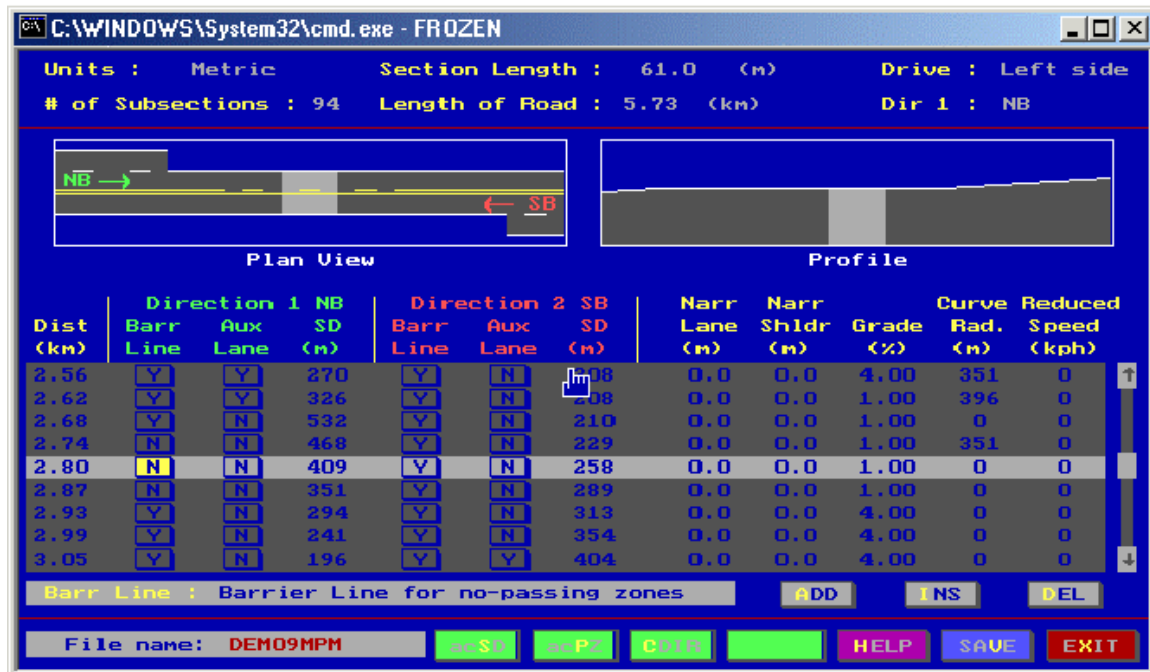 C:\WINDOWS\System32\cmd.exe - FROZEN
Units : Metric Section Length : 61.0 (m) Drive : Left side
# of Subsections : 94 Length of Road : 5.73 (km) Dir 1 : NB
NB
SB
Plan View Profile
Direction 1 NB Direction 2 SB Narr Narr Curve Reduced
Dist Barr Aux SD Barr Aux SD Lane Shldr Grade Rad. Speed
(km) Line Lane (m) Line Lane (m) (m) (m) (%) (m) (kph)
2.56 Y Y 270 Y N 0.0 0.0 4.00 351 0
2.62 Y Y 326 Y N 208 0.0 0.0 1.00 396 0
2.68 Y N 532 Y N 210 0.0 0.0 1.00 0 0
2.74 N N 468 Y N 229 0.0 0.0 1.00 351 0
2.80 N N 409 Y N 258 0.0 0.0 1.00 0 0
2.87 N N 351 Y N 289 0.0 0.0 1.00 0 0
2.93 Y N 294 Y N 313 0.0 0.0 4.00 0 0
2.99 Y N 241 Y N 354 0.0 0.0 4.00 0 0
3.05 Y N 196 Y Y 404 0.0 0.0 4.00 0 0
Barr Line : Barrier Line for no-passing zones ADD INS DEL
File name: DEMO9MPM acSD acPZ CDIR HELP SAVE EXIT